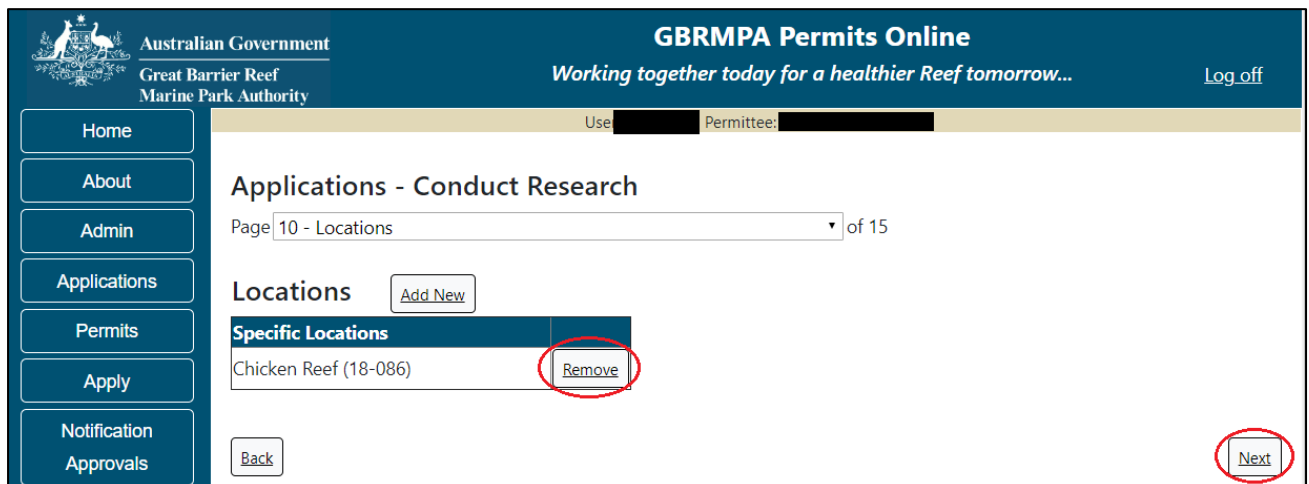 Australian Government
Great Barrier Reef
Marine Park Authority
GBRMPA Permits Online
Working together today for a healthier Reef tomorrow...
Log off
Home
About
Admin
Applications
Permits
Apply
Notification
Approvals
Use Permittee:
Applications - Conduct Research
Page 10 - Locations of 15
Locations Add New
Specific Locations
Chicken Reef (18-086) Remove
Back Next